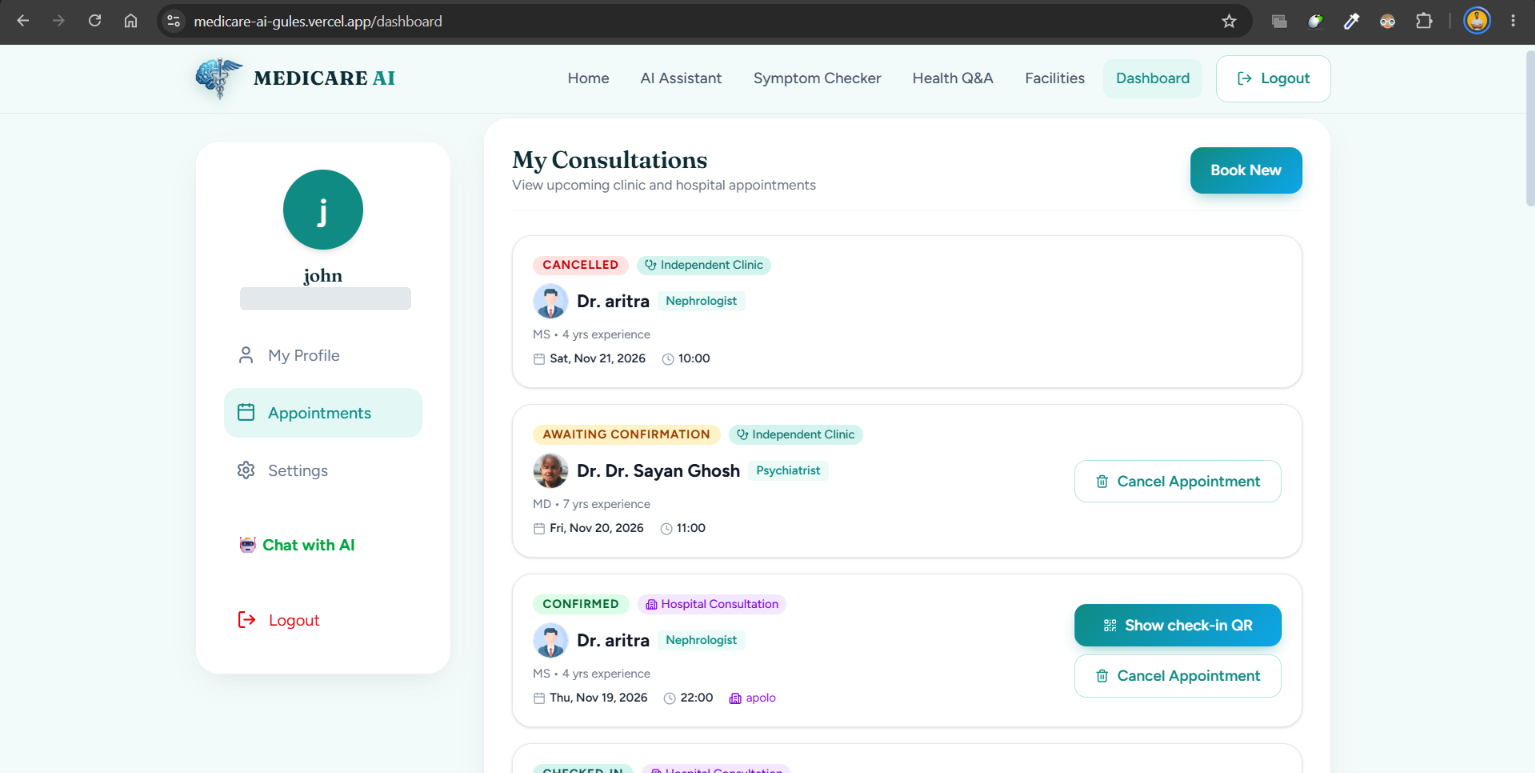 medicare-ai-gules.vercel.app/dashboard
MEDICARE AI
Home AI Assistant Symptom Checker Health Q&A Facilities Dashboard Logout
j
john
My Profile
Appointments
Settings
Chat with AI
Logout
My Consultations
View upcoming clinic and hospital appointments
Book New
CANCELLED Independent Clinic
Dr. aritra Nephrologist
MS • 4 yrs experience
Sat, Nov 21, 2026 10:00
AWAITING CONFIRMATION Independent Clinic
Dr. Dr. Sayan Ghosh Psychiatrist
MD • 7 yrs experience
Fri, Nov 20, 2026 11:00
Cancel Appointment
CONFIRMED Hospital Consultation
Dr. aritra Nephrologist
MS • 4 yrs experience
Thu, Nov 19, 2026 22:00 apolo
Show check-in QR
Cancel Appointment
CHECKED-IN Hospital Consultation